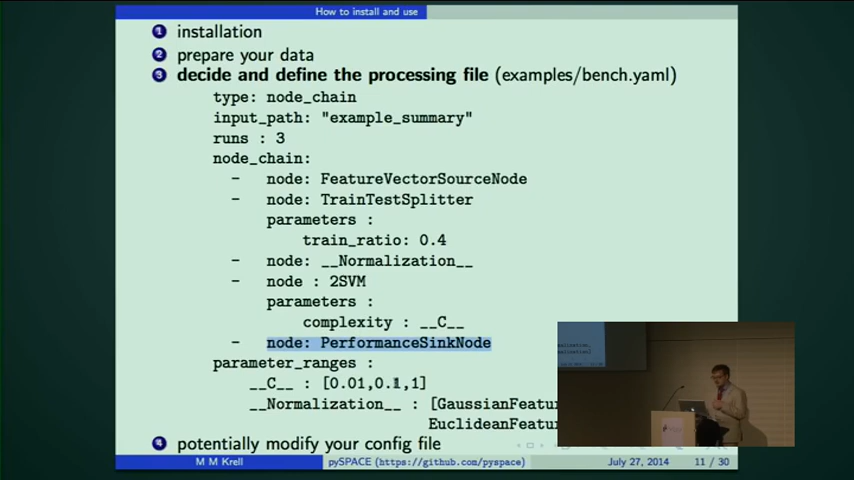 How to install and use
1 installation
2 prepare your data
3 decide and define the processing file (examples/bench.yaml)
type: node_chain
input_path: "example_summary"
runs : 3
node_chain:
- node: FeatureVectorSourceNode
- node: TrainTestSplitter
parameters :
train_ratio: 0.4
- node: __Normalization__
- node : 2SVM
parameters :
complexity : __C__
- node: PerformanceSinkNode
parameter_ranges :
__C__ : [0.01,0.1,1]
__Normalization__ : [GaussianFeatur
EuclideanFeatur
4 potentially modify your config file
M M Krell pySPACE (https://github.com/pyspace) July 27, 2014 11 / 30